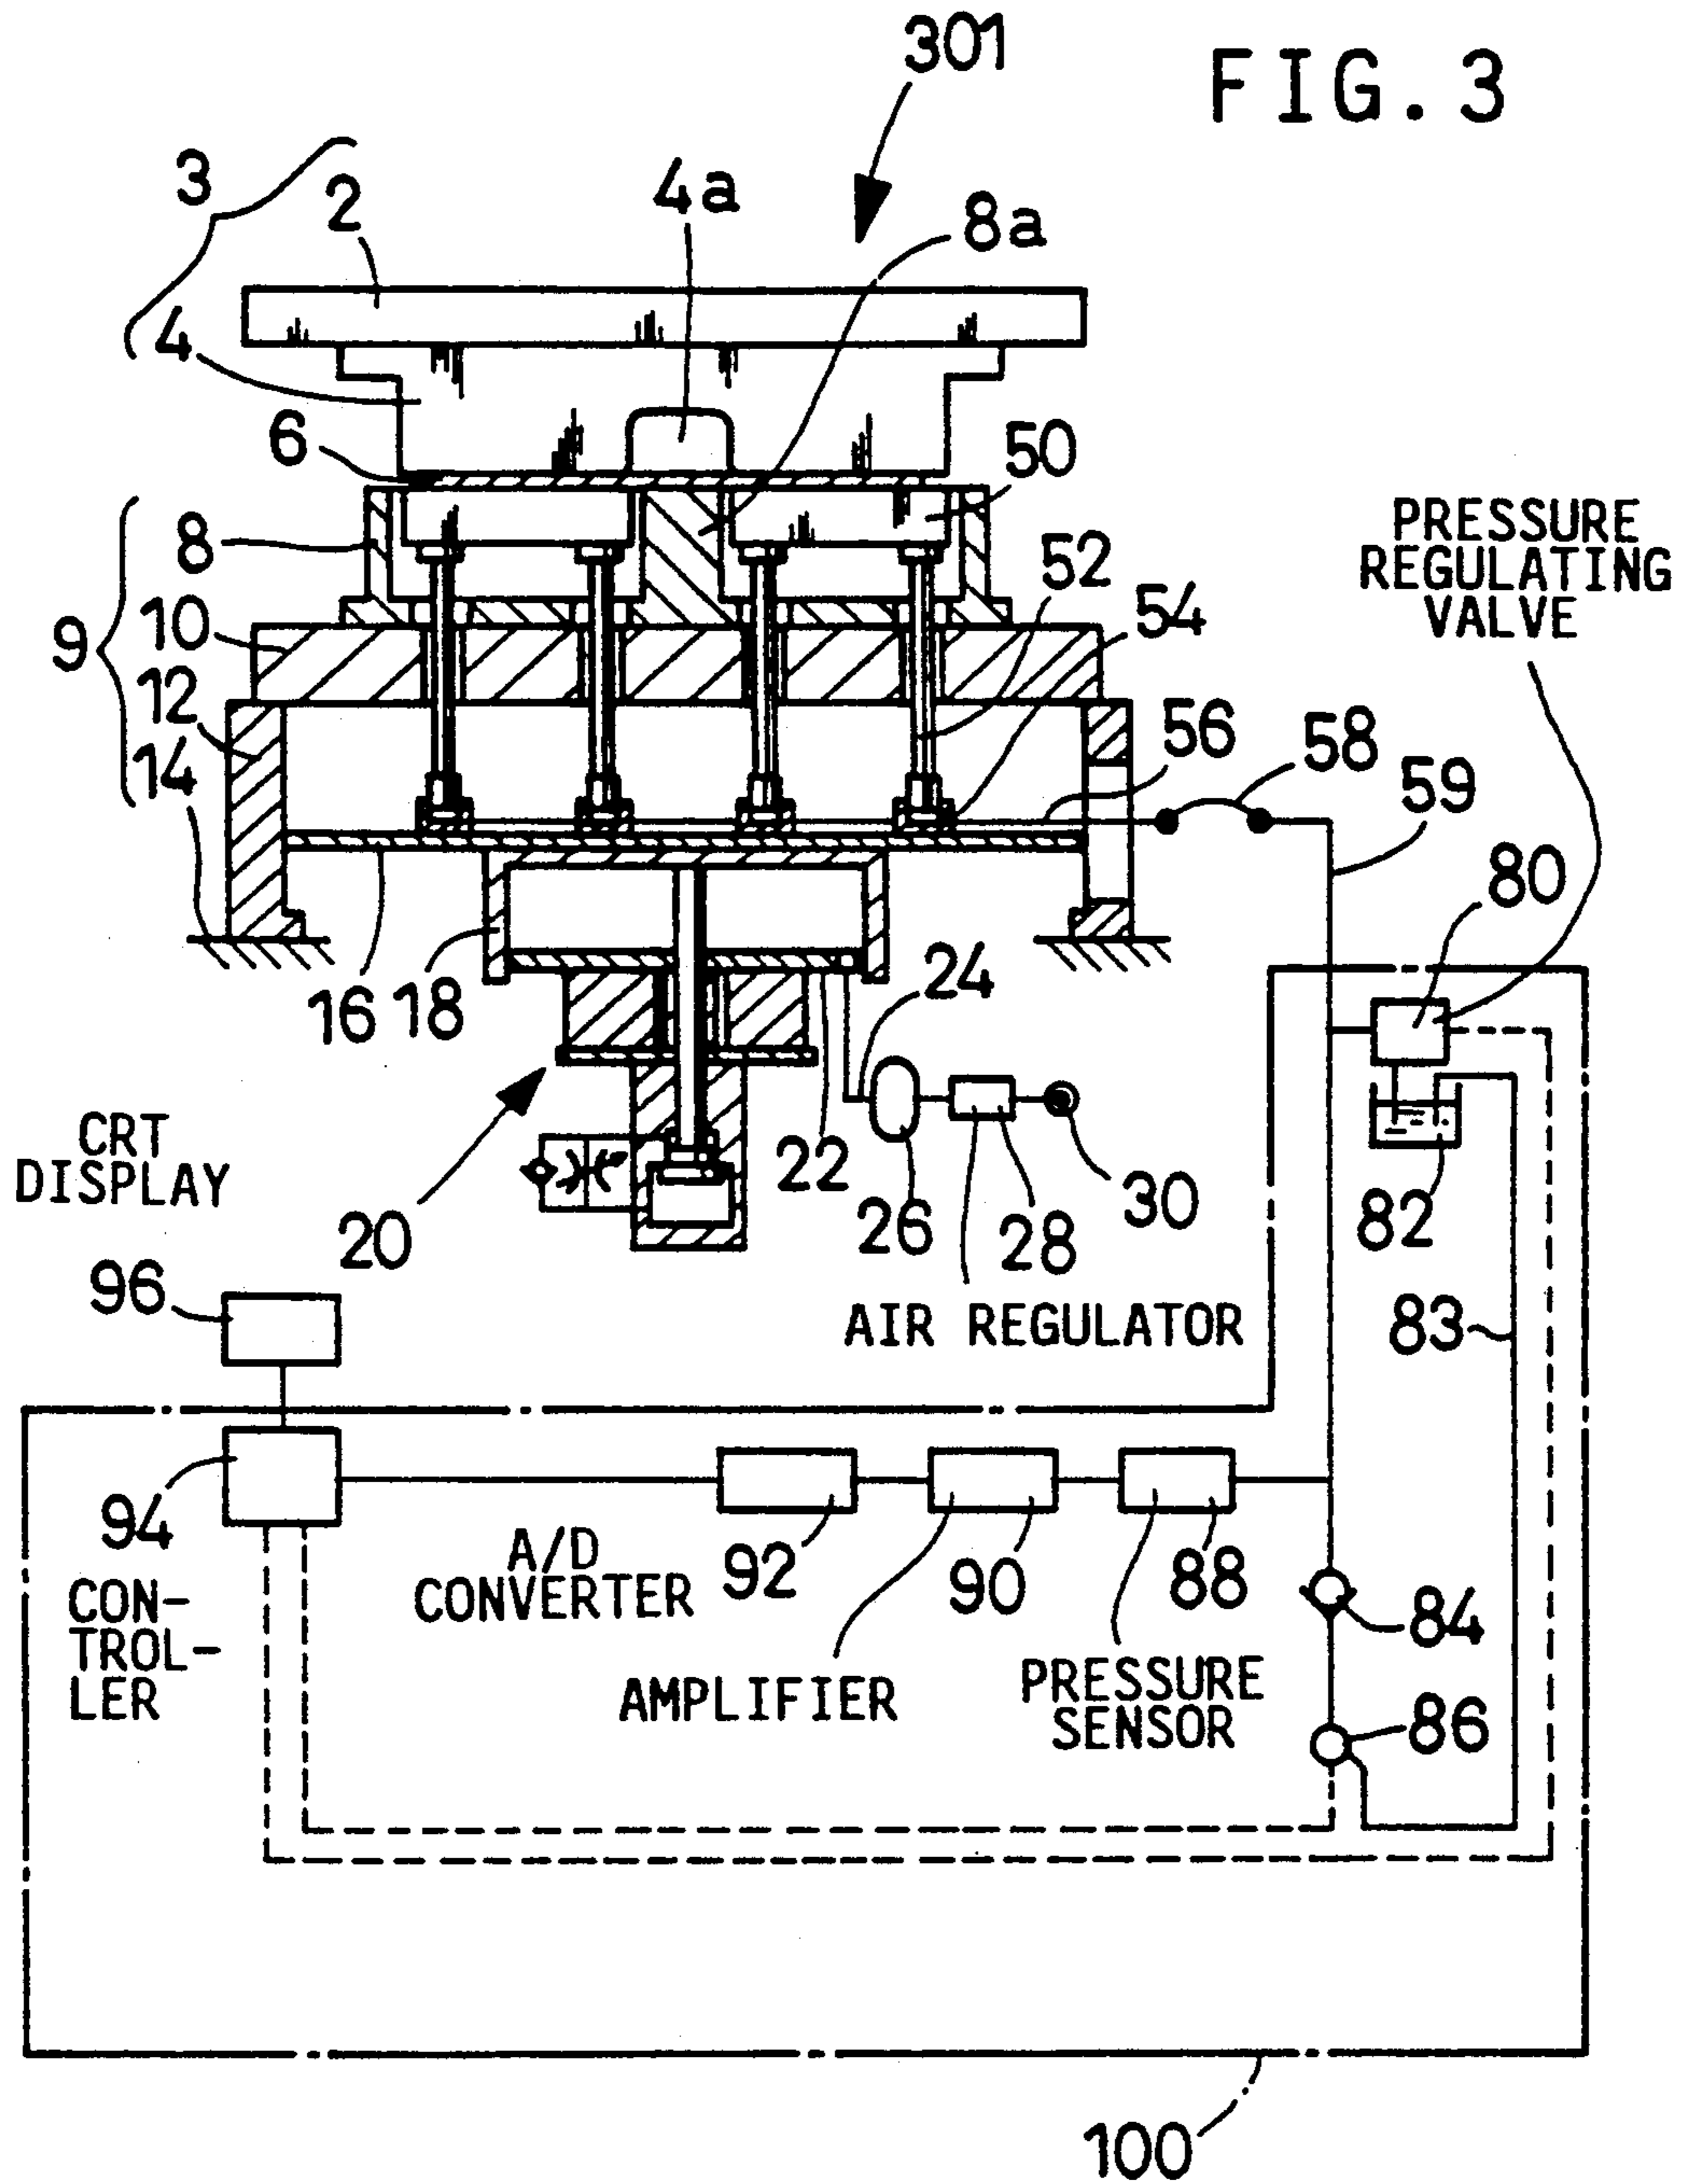 FIG. 3
301
3
2
4a
8a
4
6
50
8
52
PRESSURE
REGULATING
VALVE
10
54
9
12
56
58
14
59
80
16
18
24
CRT
DISPLAY
22
26
28
30
82
20
96
AIR REGULATOR
83
94
A/D
CONVERTER
92
90
88
84
CON-
TROL-
LER
AMPLIFIER
PRESSURE
SENSOR
86
100